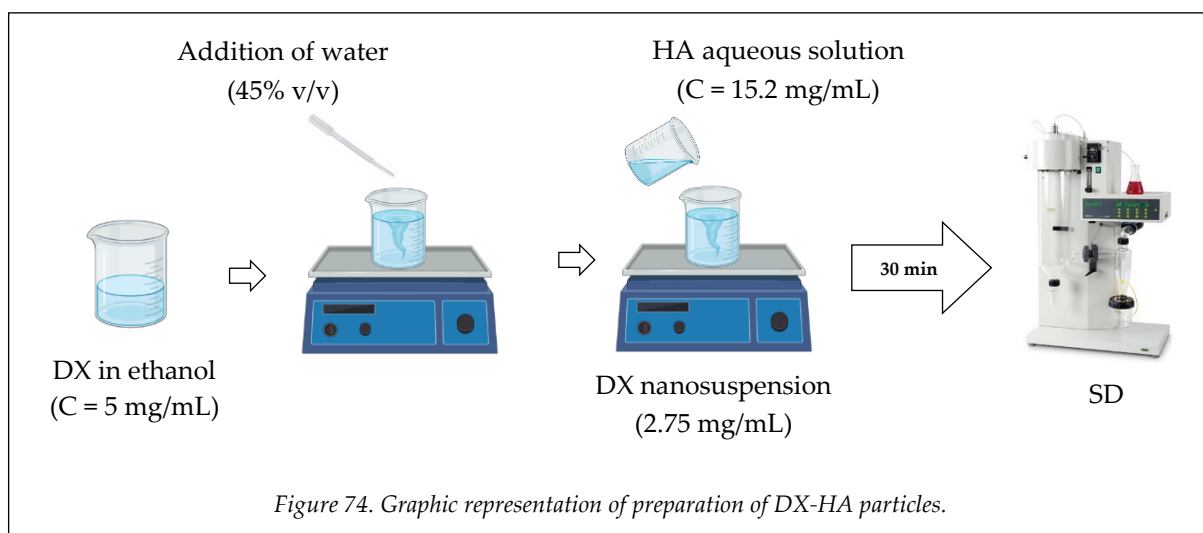 Addition of water
(45% v/v)
HA aqueous solution
(C = 15.2 mg/mL)
30 min
DX in ethanol
(C = 5 mg/mL)
DX nanosuspension
(2.75 mg/mL)
SD
Figure 74. Graphic representation of preparation of DX-HA particles.